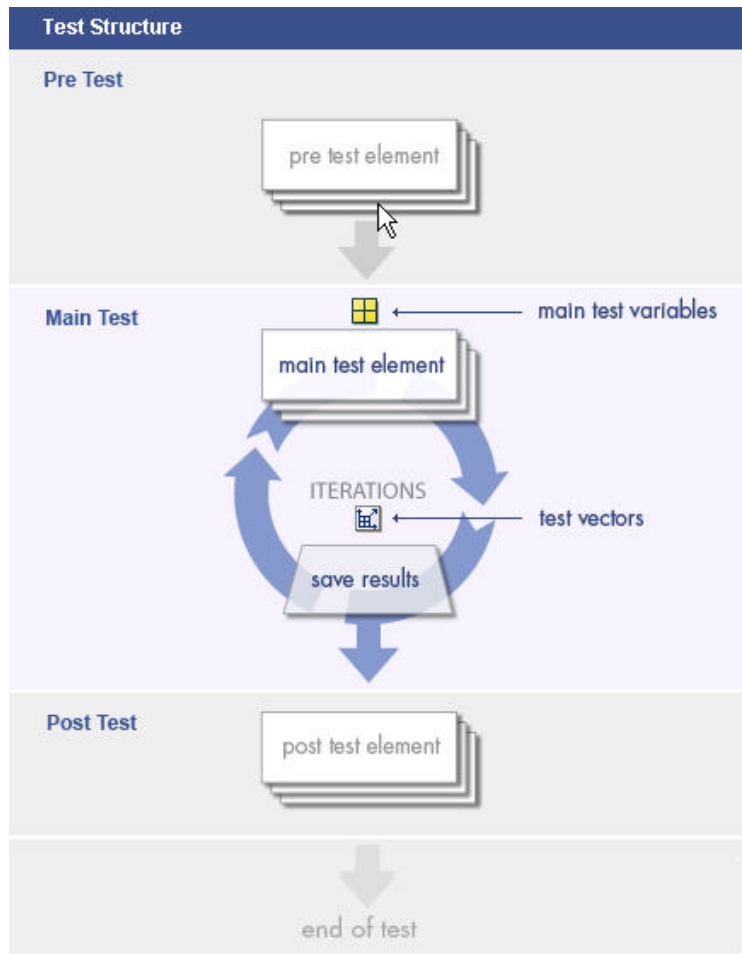 Test Structure
Pre Test
pre test element
Main Test
main test variables
main test element
ITERATIONS
test vectors
save results
Post Test
post test element
end of test